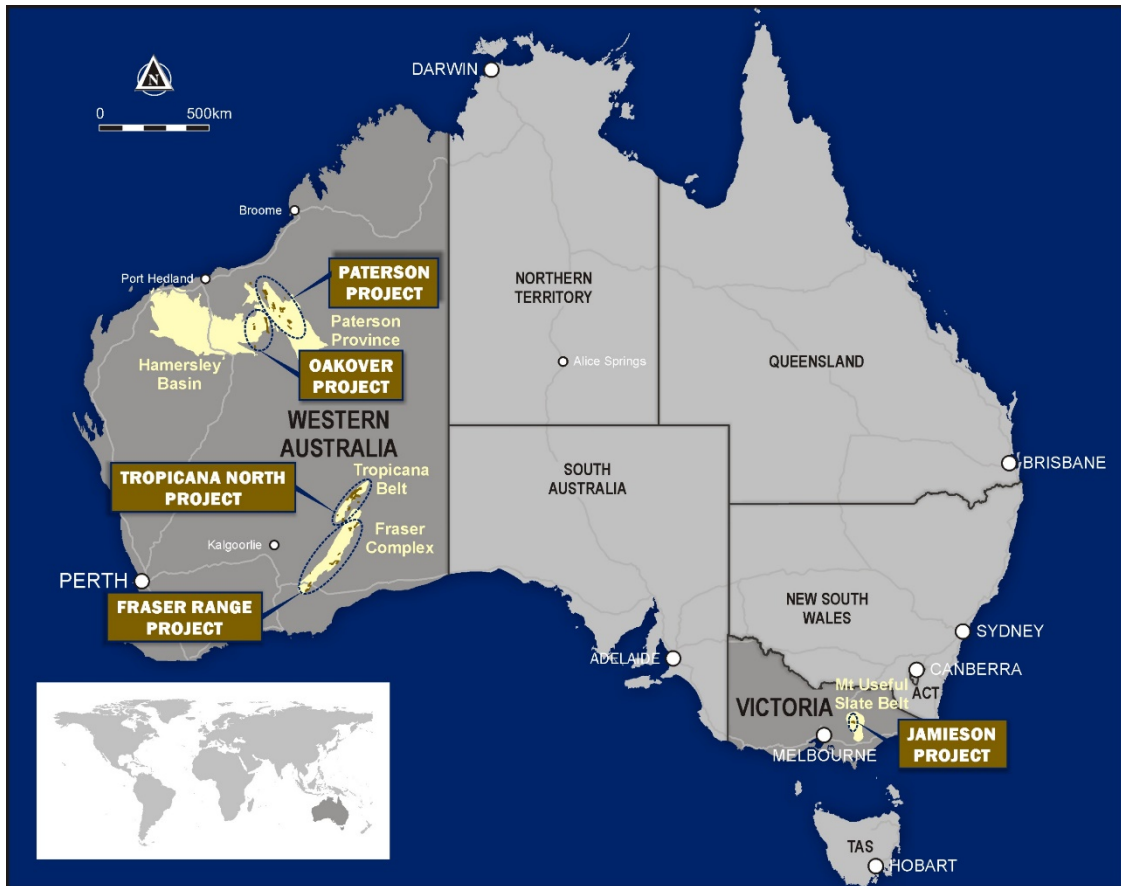 DARWIN
N
0 500km
Broome
Port Hedland
PATERSON
PROJECT
Paterson
Province
Hamersley
Basin
OAKOVER
PROJECT
NORTHERN
TERRITORY
Alice Springs
QUEENSLAND
WESTERN
AUSTRALIA
TROPICANA NORTH
PROJECT
Tropicana
Belt
SOUTH
AUSTRALIA
BRISBANE
Kalgoorlie
Fraser
Complex
PERTH
FRASER RANGE
PROJECT
NEW SOUTH
WALES
SYDNEY
ADELAIDE
CANBERRA
ACT
Mt Useful
Slate Belt
VICTORIA
MELBOURNE
JAMIESON
PROJECT
TAS
HOBART